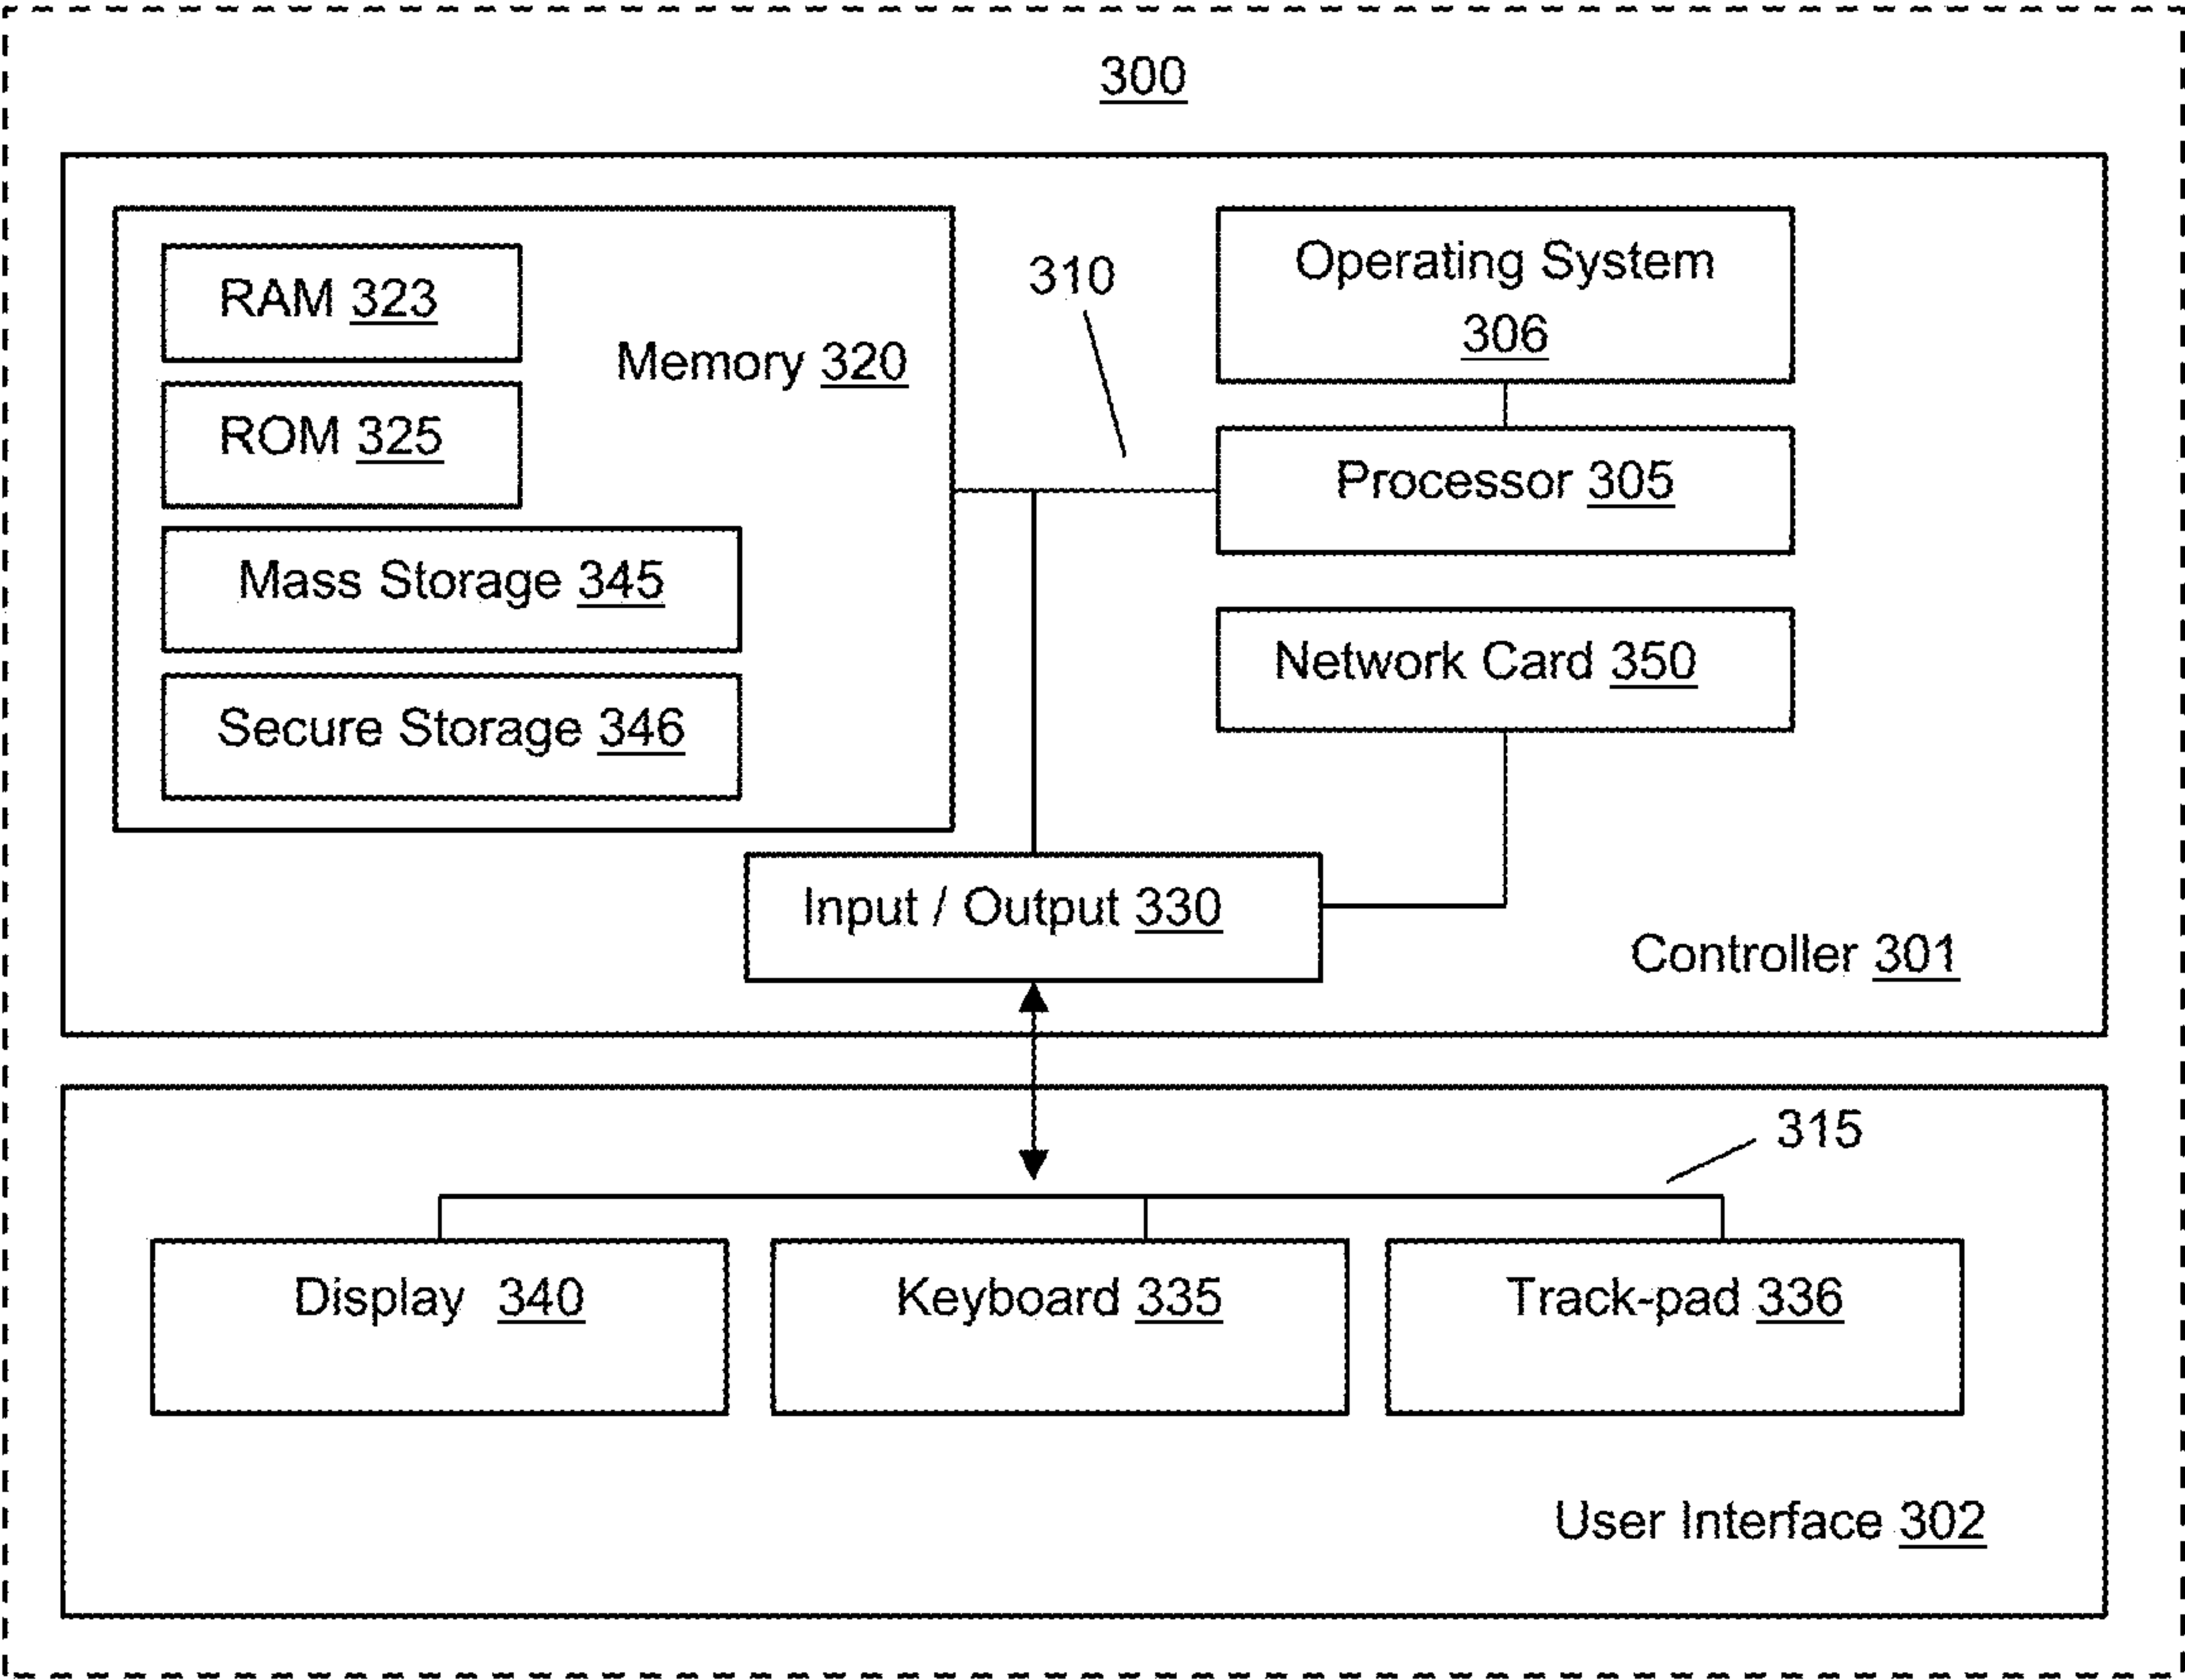 300
RAM 323
Memory 320
ROM 325
Mass Storage 345
Secure Storage 346
310
Operating System
306
Processor 305
Network Card 350
Input / Output 330
Controller 301
315
Display 340
Keyboard 335
Track-pad 336
User Interface 302